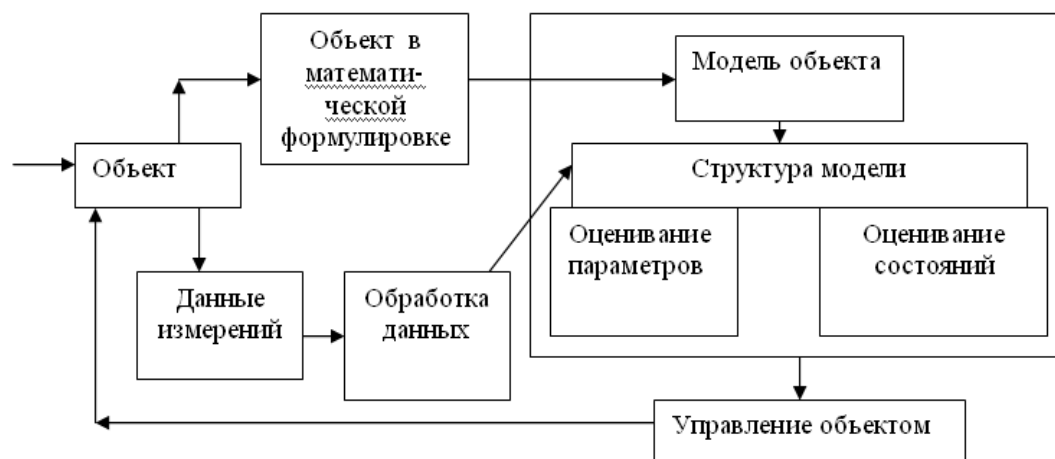 Объект в
математи-
ческой
формулировке
Модель объекта
Объект
Структура модели
Оценивание
параметров
Оценивание
состояний
Данные
измерений
Обработка
данных
Управление объектом